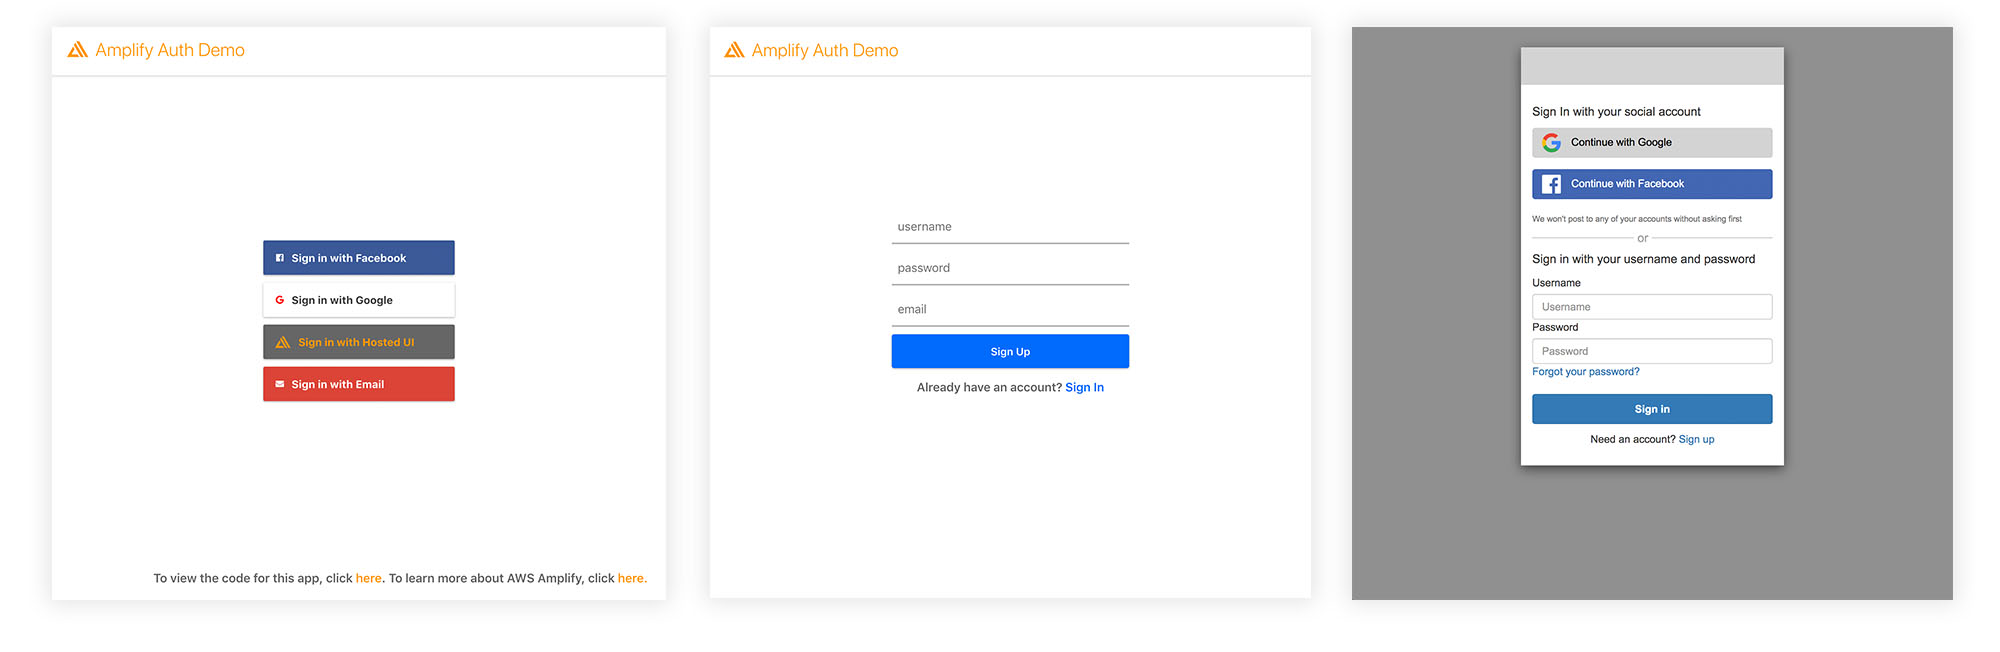 Amplify Auth Demo
Sign in with Facebook
Sign in with Google
Sign in with Hosted UI
Sign in with Email
To view the code for this app, click here. To learn more about AWS Amplify, click here.
Amplify Auth Demo
username
password
email
Sign Up
Already have an account? Sign In
Sign In with your social account
Continue with Google
Continue with Facebook
We won't post to any of your accounts without asking first
or
Sign in with your username and password
Username
Username
Password
Password
Forgot your password?
Sign in
Need an account? Sign up